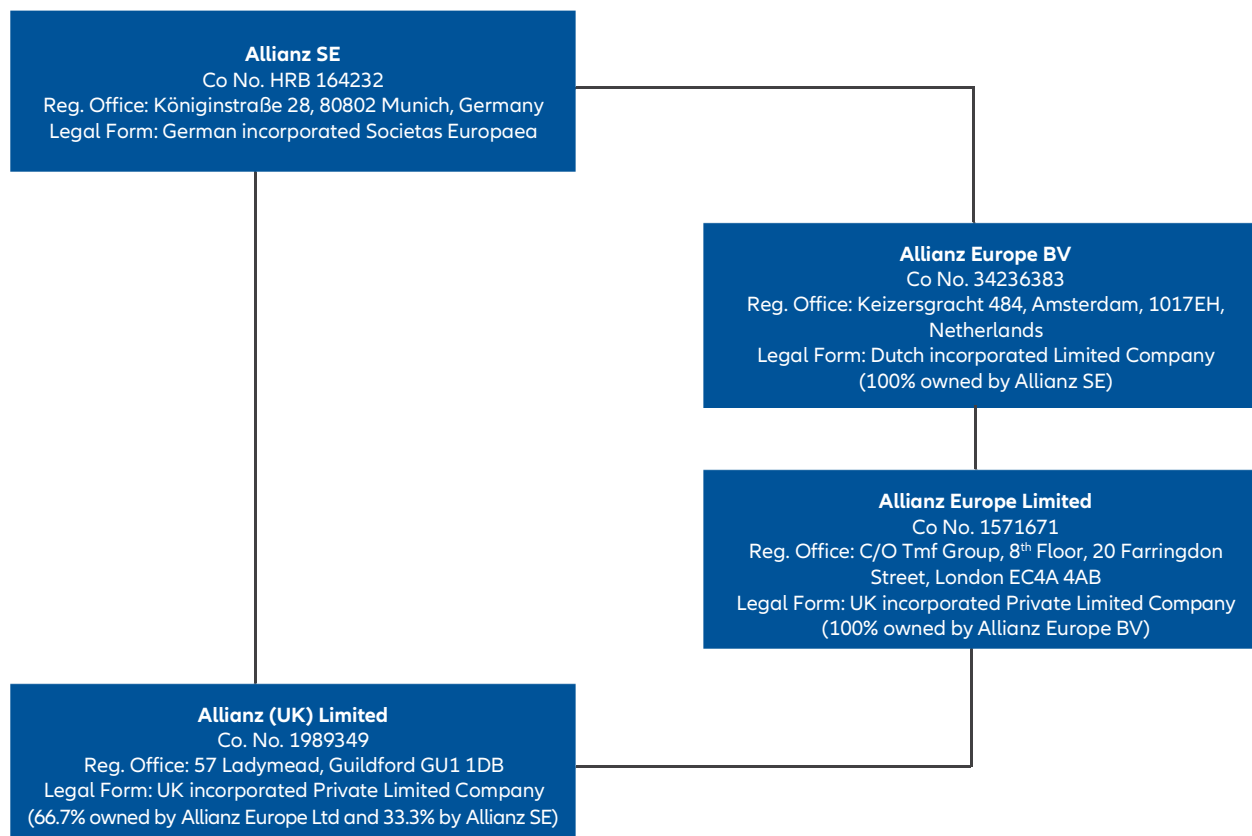 Allianz SE
Co No. HRB 164232
Reg. Office: Königinstraße 28, 80802 Munich, Germany
Legal Form: German incorporated Societas Europaea
Allianz Europe BV
Co No. 34236383
Reg. Office: Keizersgracht 484, Amsterdam, 1017EH,
Netherlands
Legal Form: Dutch incorporated Limited Company
(100% owned by Allianz SE)
Allianz Europe Limited
Co No. 1571671
Reg. Office: C/O Tmf Group, 8th Floor, 20 Farringdon
Street, London EC4A 4AB
Legal Form: UK incorporated Private Limited Company
(100% owned by Allianz Europe BV)
Allianz (UK) Limited
Co. No. 1989349
Reg. Office: 57 Ladymead, Guildford GU1 1DB
Legal Form: UK incorporated Private Limited Company
(66.7% owned by Allianz Europe Ltd and 33.3% by Allianz SE)